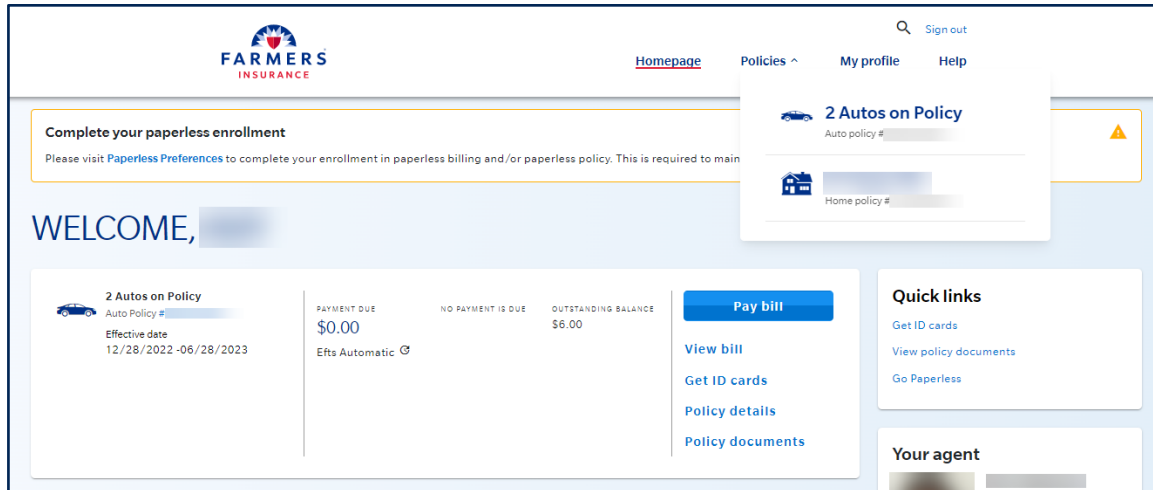 FARMERS
INSURANCE
Sign out
Homepage
Policies
My profile
Help
2 Autos on Policy
Auto policy #
Home policy #
Complete your paperless enrollment
Please visit Paperless Preferences to complete your enrollment in paperless billing and/or paperless policy. This is required to
WELCOME,
2 Autos on Policy
Auto Policy #
Effective date
12/28/2022 -06/28/2023
PAYMENT DUE
$0.00
Efts Automatic
NO PAYMENT IS DUE
OUTSTANDING BALANCE
$6.00
Pay bill
View bill
Get ID cards
Policy details
Policy documents
Quick links
Get ID cards
View policy documents
Go Paperless
Your agent